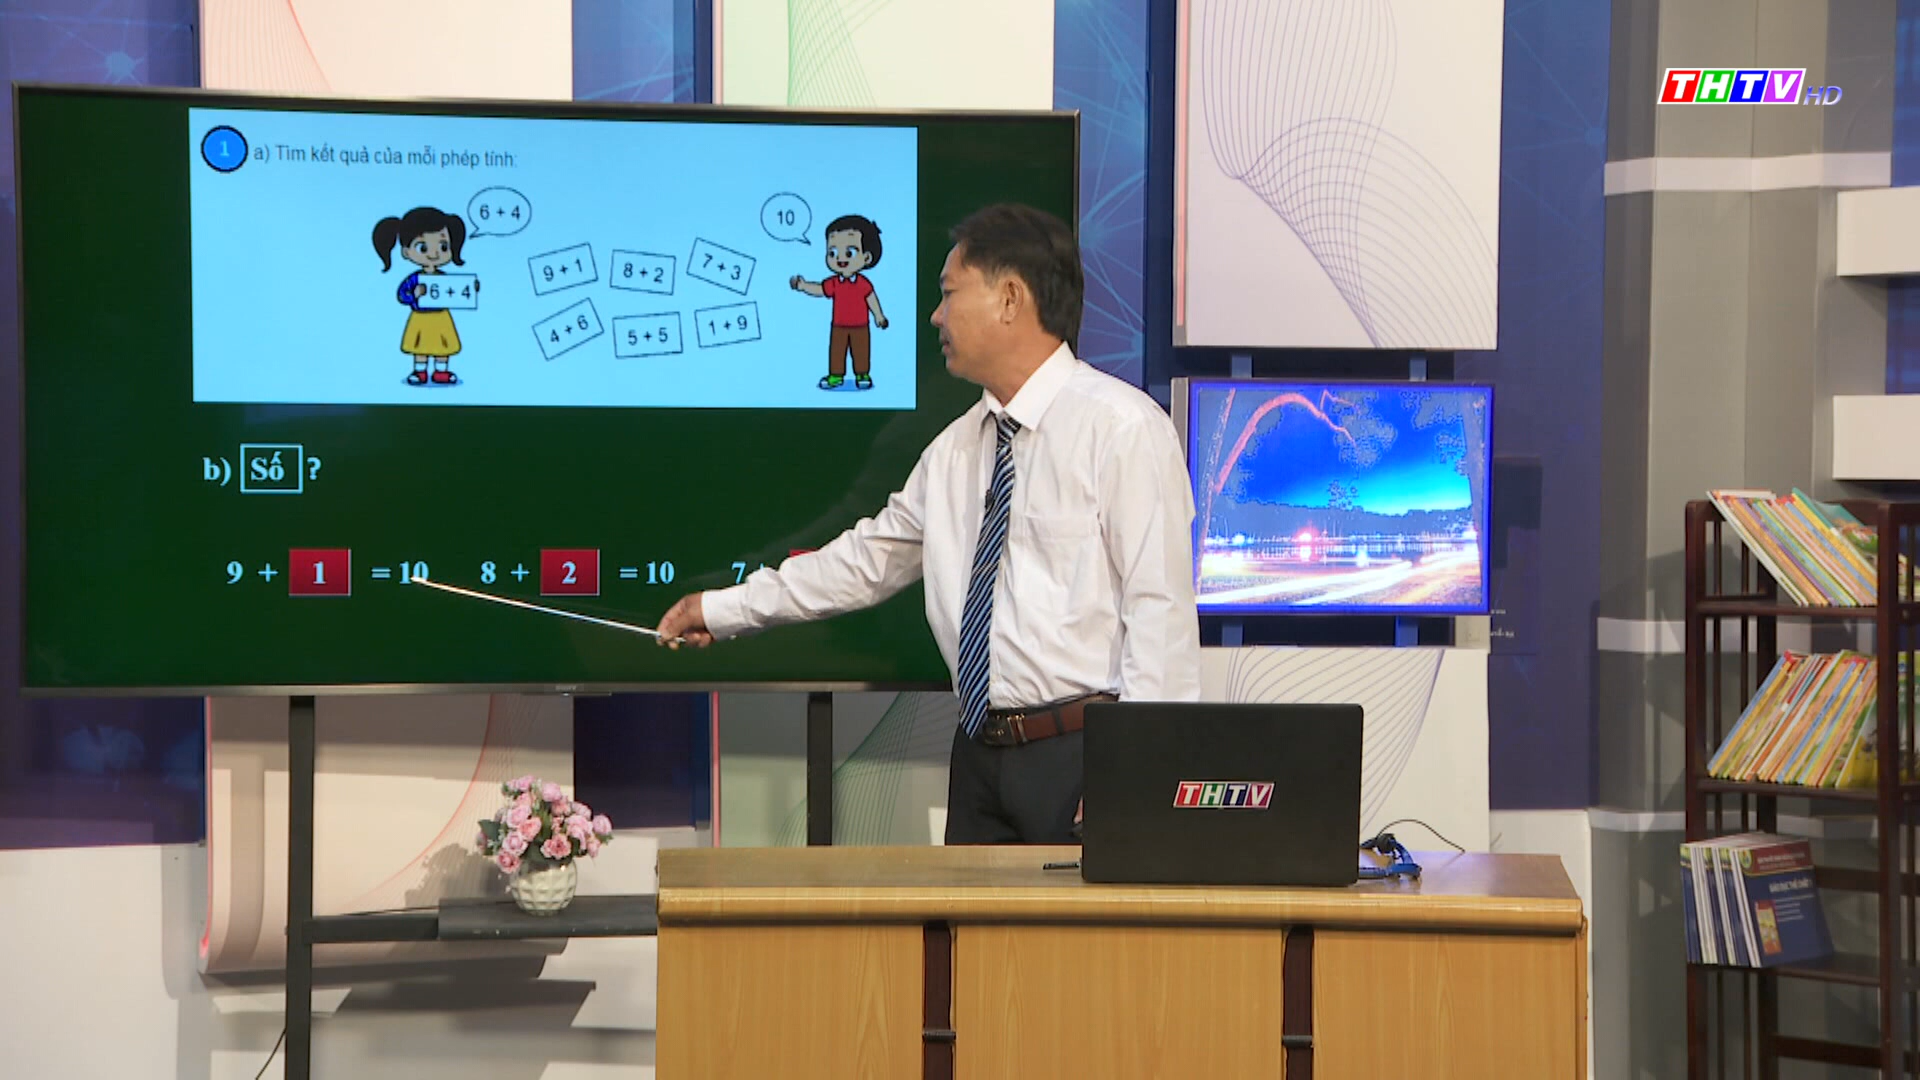 THTV HD
1 a) Tìm kết quả của mỗi phép tính:
6 + 4
10
9 + 1
8 + 2
7 + 3
6 + 4
4 + 6
5 + 5
1 + 9
b) Số ?
9 + 1 = 10
8 + 2 = 10
7 +
THTV